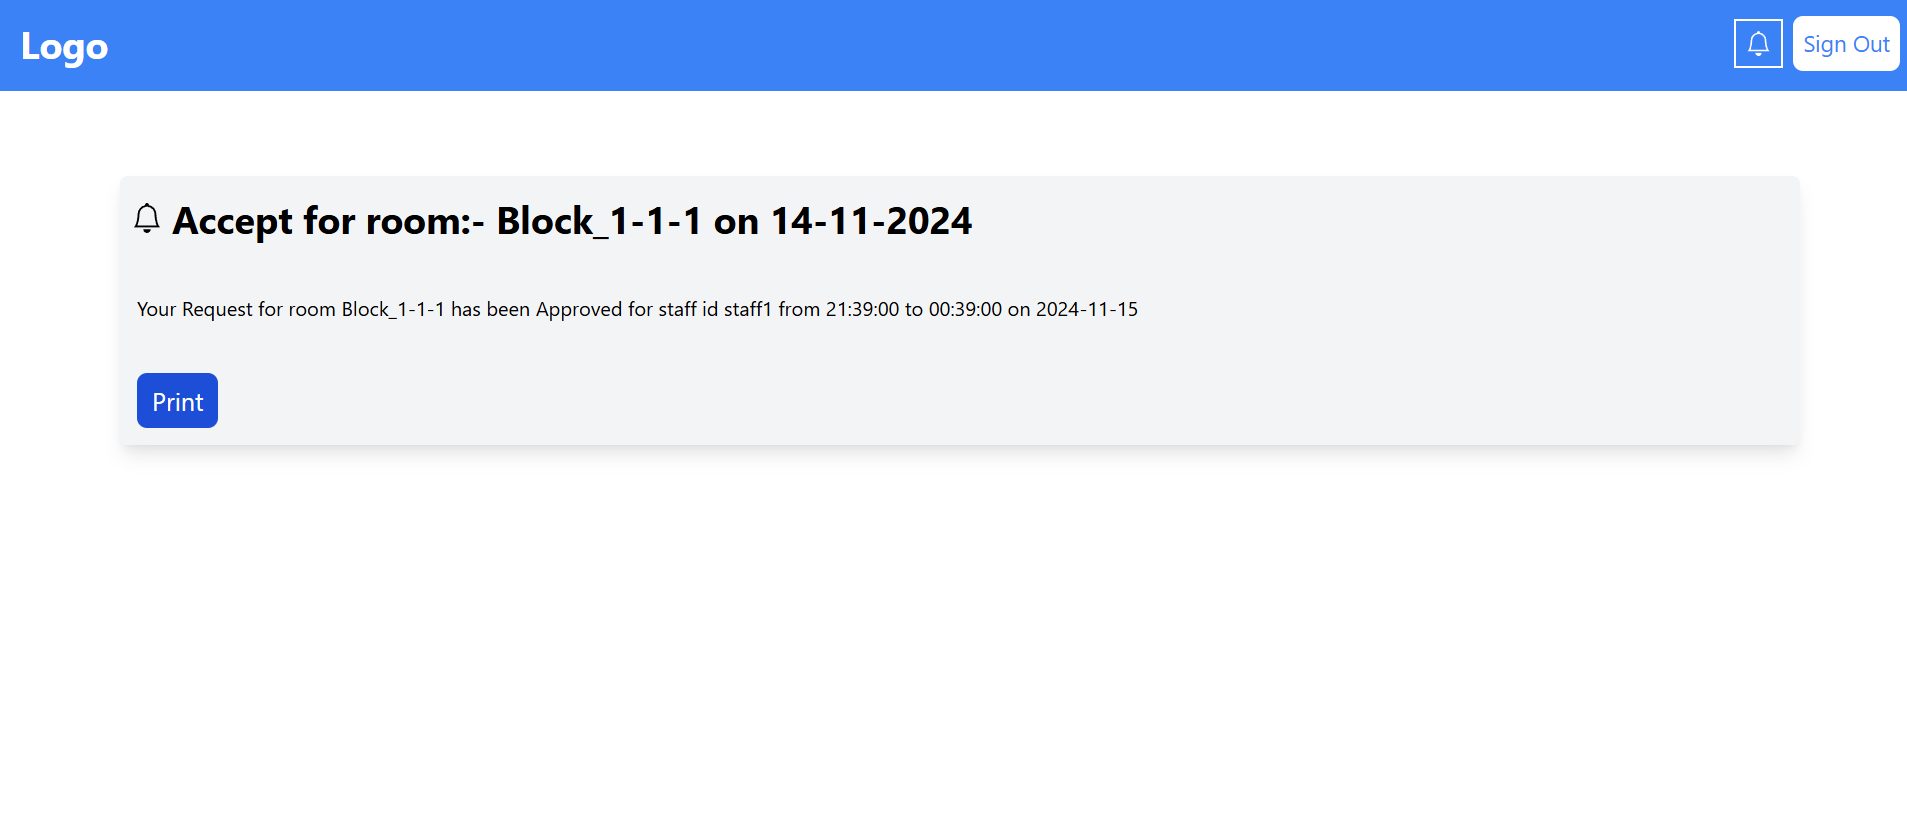 Logo
Sign Out
Accept for room:- Block_1-1-1 on 14-11-2024
Your Request for room Block_1-1-1 has been Approved for staff id staff1 from 21:39:00 to 00:39:00 on 2024-11-15
Print